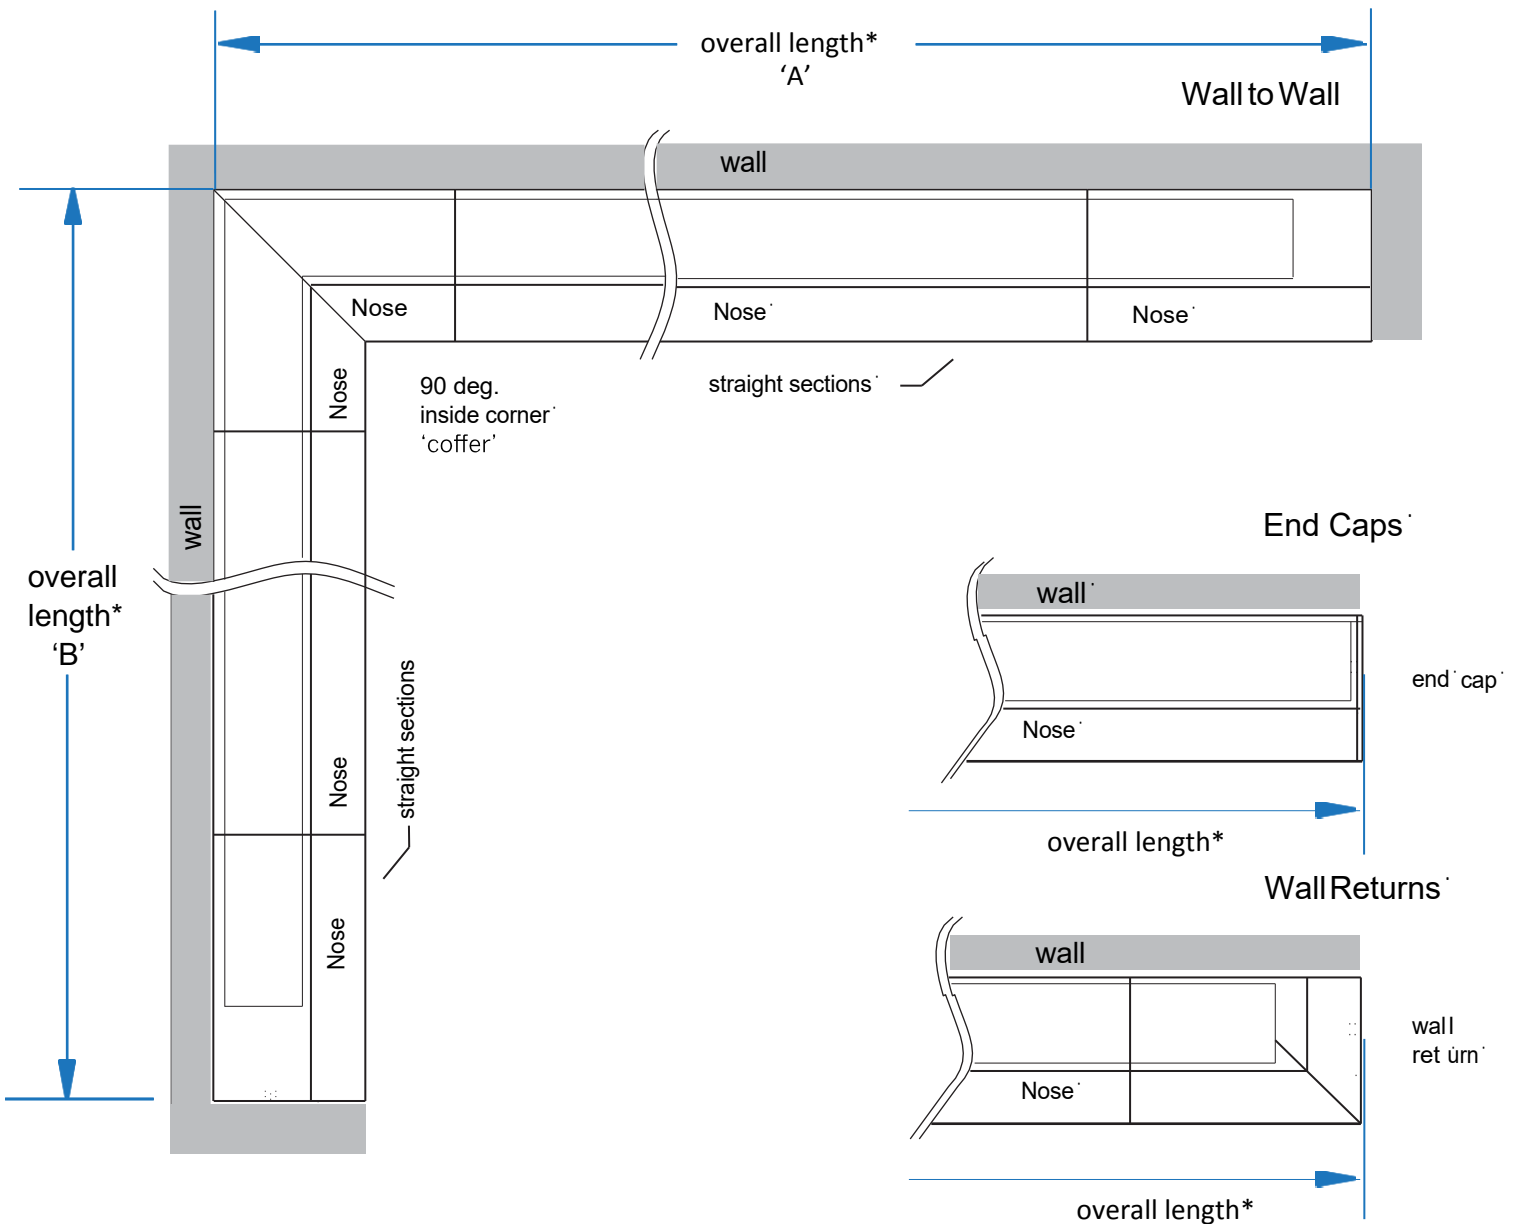 overall length*
‘A’
Wall to Wall
wall
Nose
Nose
Nose
Nose
90 deg.
inside corner
‘coffer’
straight sections
wall
overall
length*
‘B’
End Caps
wall
Nose
end cap
overall length*
straight sections
Nose
Nose
Wall Returns
wall
Nose
wall
return
overall length*